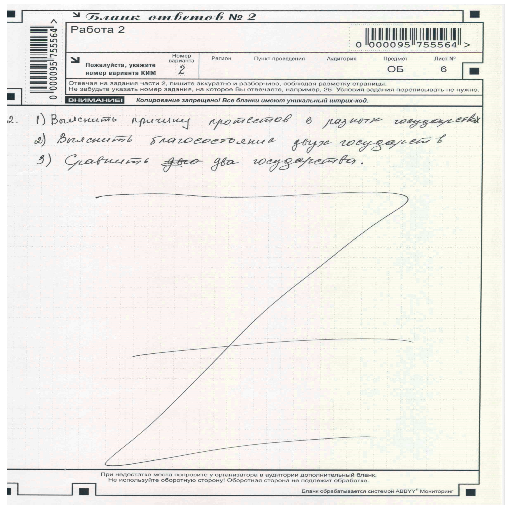 Бланк ответов № 2
Работа 2
0 000095 755564 >
0 000095 755564 >
Пожалуйста, укажите номер варианта КИМ
Номер варианта
Регион
Пункт проведения
Аудитория
Предмет
Лист №
2
ОБ
6
Отвечая на задания части 2, пишите аккуратно и разборчиво, соблюдая разметку страницы.
Не забудьте указать номер задания, на которое Вы отвечаете, например, 26. Условия задания переписывать не нужно.
ВНИМАНИЕ! Копирование запрещено! Все бланки имеют уникальный штрих-код.
2. 1) Выяснить причину протестов в разных государствах
2) Выяснить благосостояние двух государств
3) Сравнить два государства.
При недостатке места попросите у организатора в аудитории дополнительный бланк.
Не используйте оборотную сторону! Оборотная сторона не подлежит обработке.
Бланк обрабатывается системой ABBYY Мониторинг